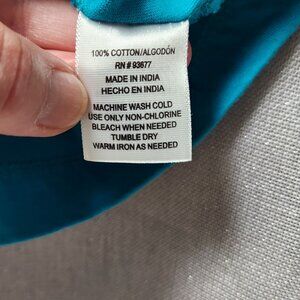 100% COTTON/ALGODÓN
RN # 93677
MADE IN INDIA
HECHO EN INDIA
MACHINE WASH COLD
USE ONLY NON-CHLORINE
BLEACH WHEN NEEDED
TUMBLE DRY
WARM IRON AS NEEDED